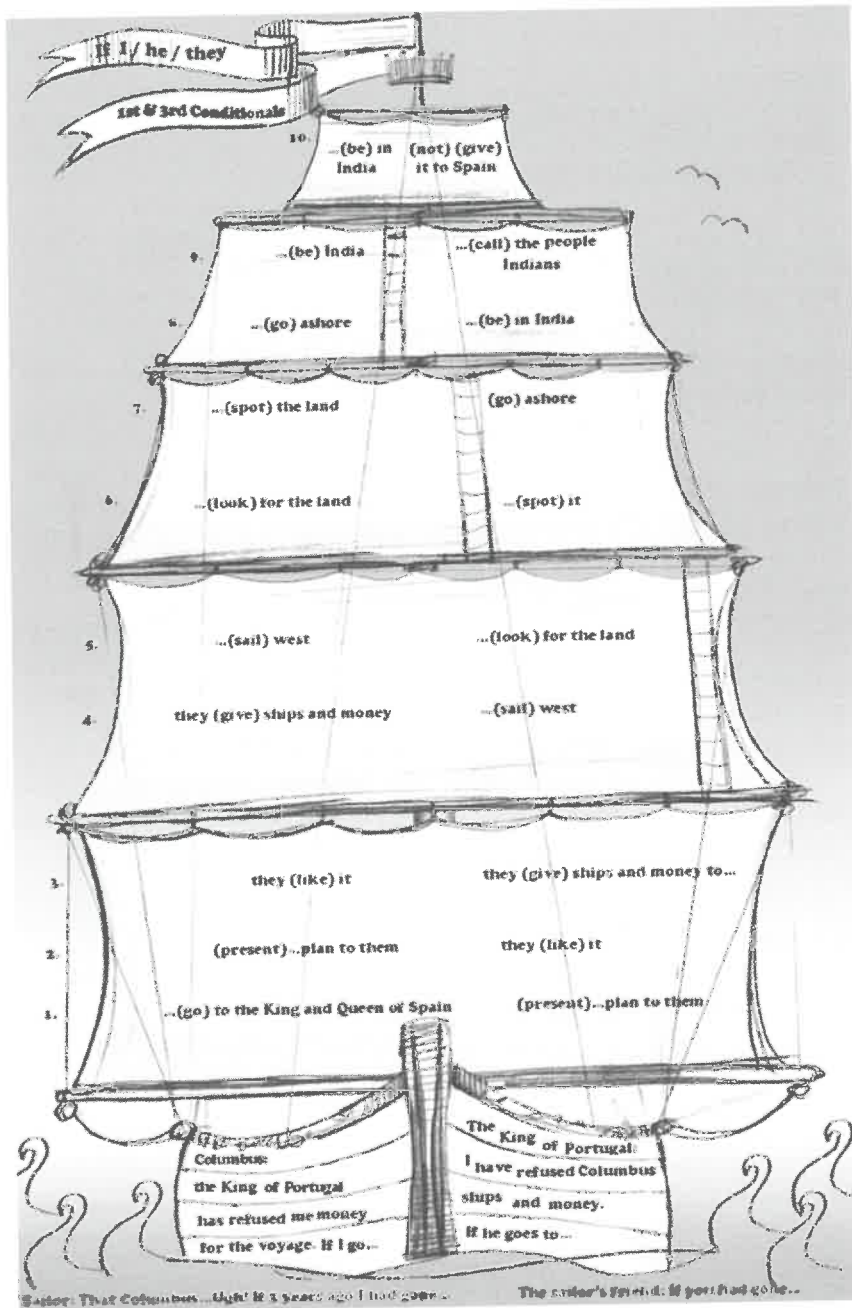 If I / he / they
1st & 3rd Conditionals
10. ...(be) in India (not) (give) it to Spain
9. ...(be) India ...(call) the people Indians
8. ...(go) ashore ...(be) in India
7. ...(spot) the land (go) ashore
6. ...(look) for the land ...(spot) it
5. ...(sail) west ...(look) for the land
4. they (give) ships and money ...(sail) west
3. they (like) it they (give) ships and money to...
2. (present)...plan to them they (like) it
1. ...(go) to the King and Queen of Spain (present)...plan to them
Columbus:
the King of Portugal
has refused me money
for the voyage. If I go...
The King of Portugal:
I have refused Columbus
ships and money.
If he goes to...
Sailor: That Columbus...Ugh! If 2 years ago I had gone... The sailor's friend: If you had gone...